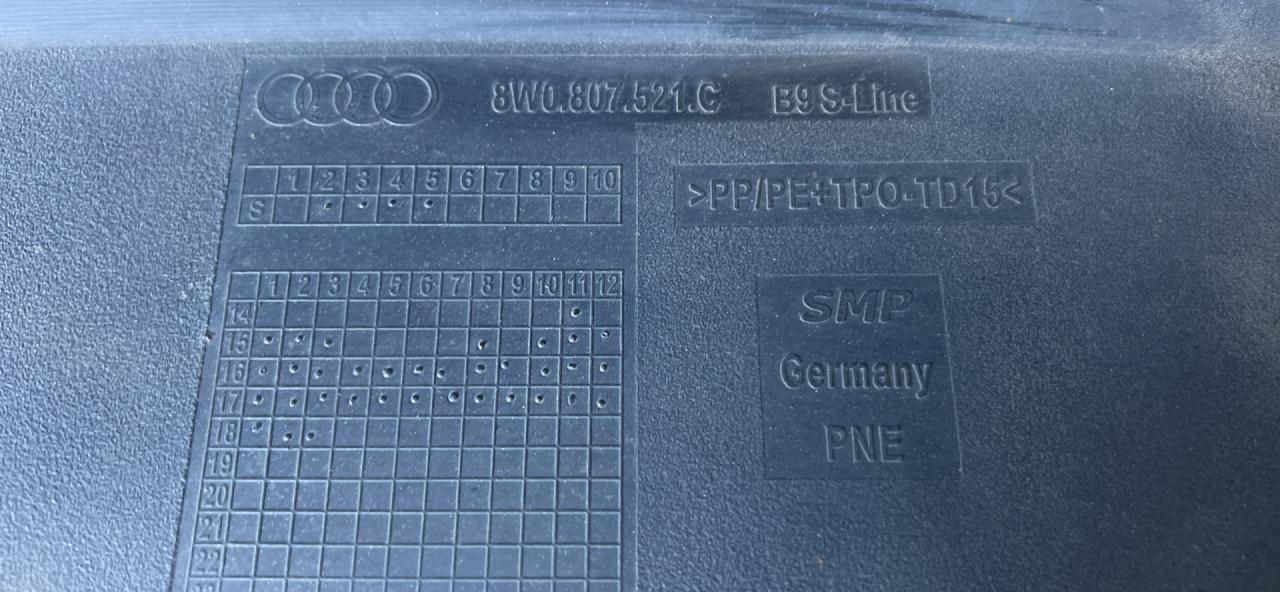 8W0.807.521.C B9 S-Line
1 2 3 4 5 6 7 8 9 10
S
>PP/PE+TPO-TD15<
1 2 3 4 5 6 7 8 9 10 11 12
14
15
16
17
18
19
20
21
22
SMP
Germany
PNE